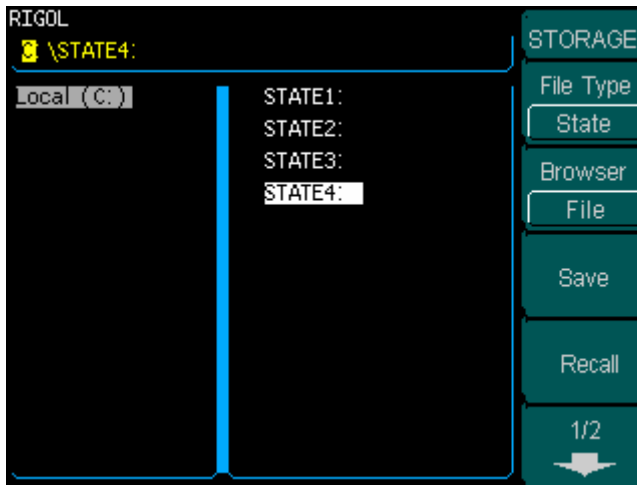 RIGOL
C \STATE4:
Local (C:)
STATE1:
STATE2:
STATE3:
STATE4:
STORAGE
File Type
State
Browser
File
Save
Recall
1/2